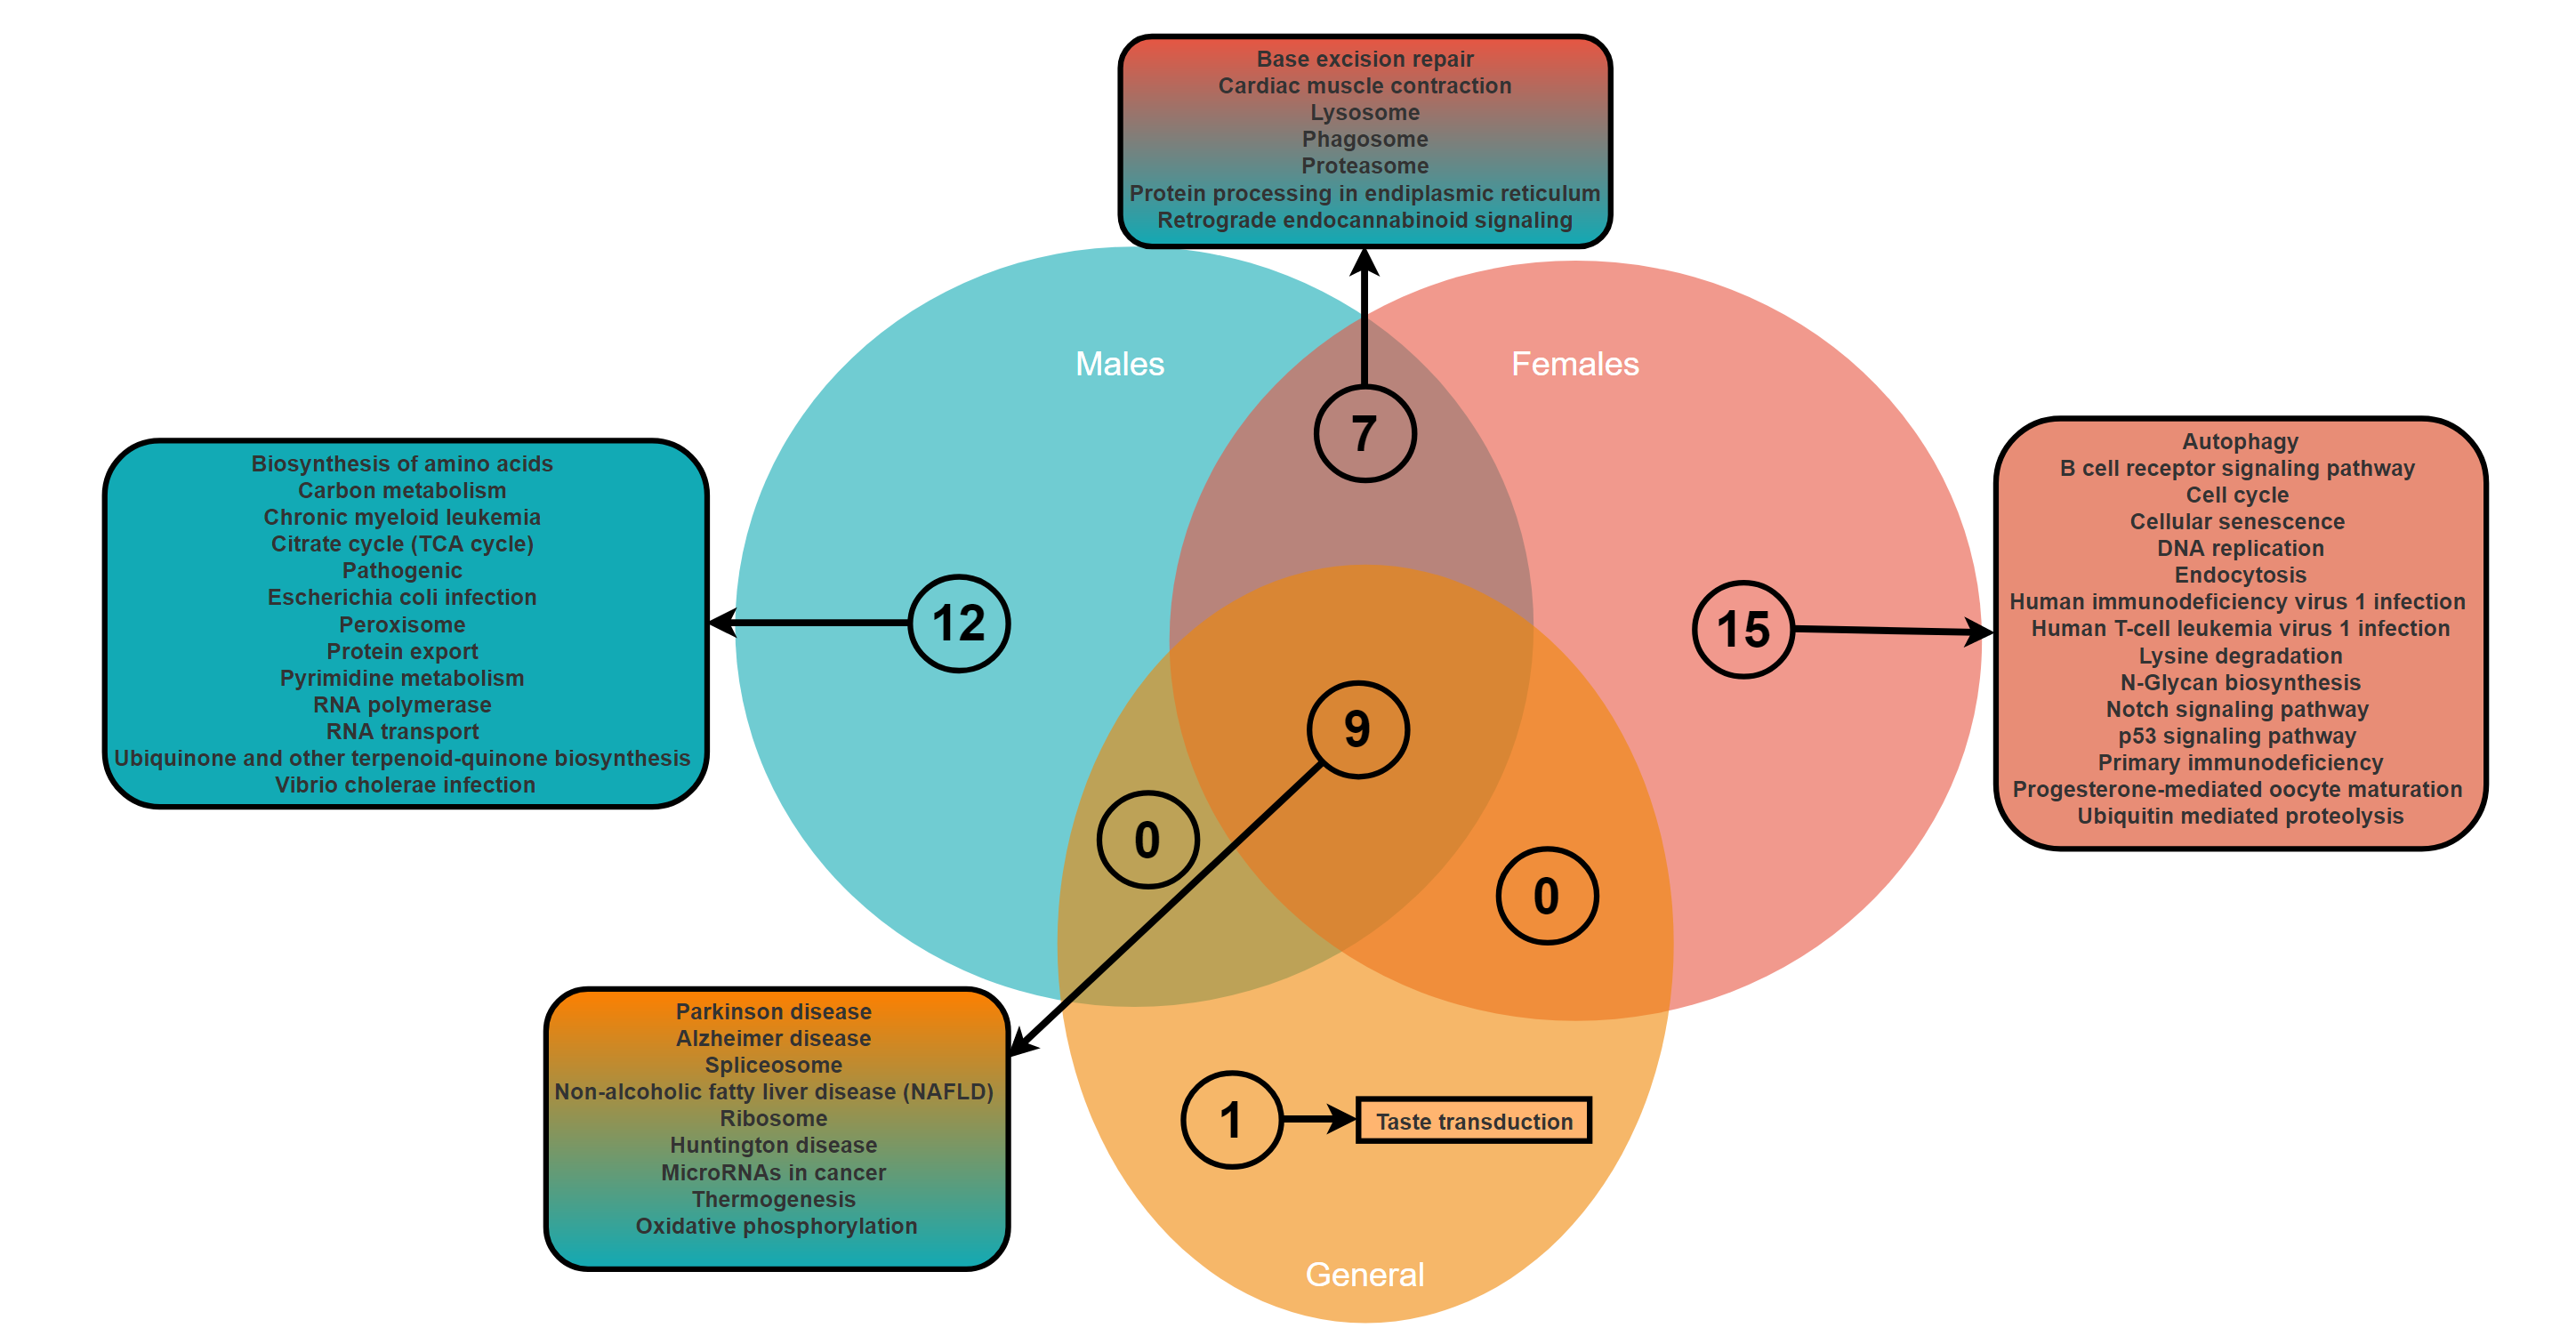 Base excision repair
Cardiac muscle contraction
Lysosome
Phagosome
Proteasome
Protein processing in endiplasmic reticulum
Retrograde endocannabinoid signaling
Males
Females
7
Biosynthesis of amino acids
Carbon metabolism
Chronic myeloid leukemia
Citrate cycle (TCA cycle)
Pathogenic
Escherichia coli infection
Peroxisome
Protein export
Pyrimidine metabolism
RNA polymerase
RNA transport
Ubiquinone and other terpenoid-quinone biosynthesis
Vibrio cholerae infection
12
15
Autophagy
B cell receptor signaling pathway
Cell cycle
Cellular senescence
DNA replication
Endocytosis
Human immunodeficiency virus 1 infection
Human T-cell leukemia virus 1 infection
Lysine degradation
N-Glycan biosynthesis
Notch signaling pathway
p53 signaling pathway
Primary immunodeficiency
Progesterone-mediated oocyte maturation
Ubiquitin mediated proteolysis
9
0
0
Parkinson disease
Alzheimer disease
Spliceosome
Non-alcoholic fatty liver disease (NAFLD)
Ribosome
Huntington disease
MicroRNAs in cancer
Thermogenesis
Oxidative phosphorylation
1
Taste transduction
General